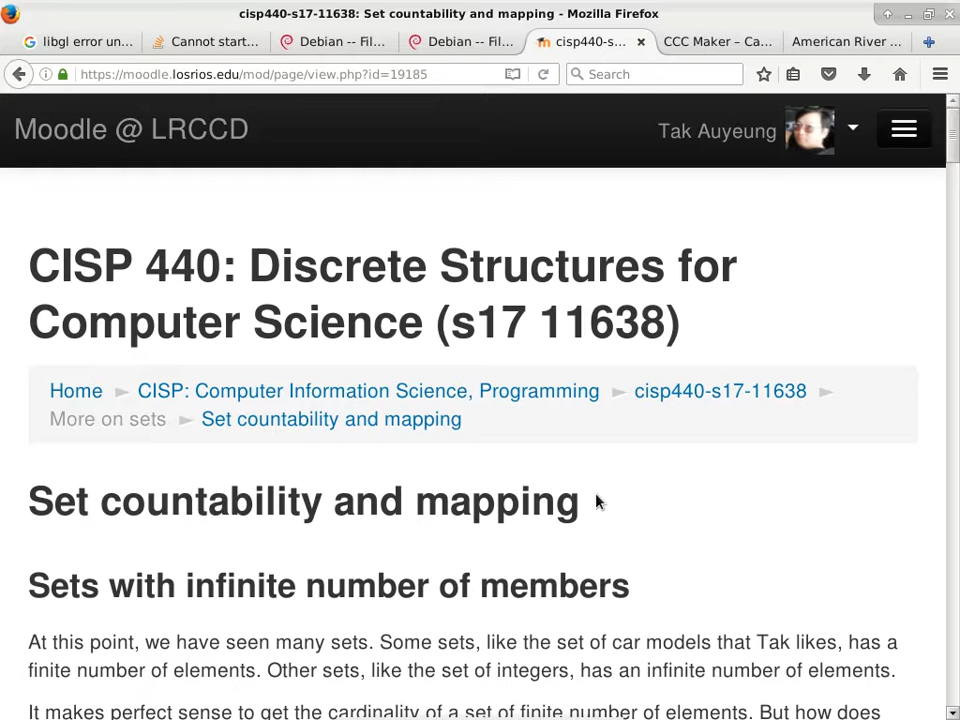 cisp440-s17-11638: Set countability and mapping - Mozilla Firefox
libgl error un... Cannot start... Debian -- Fil... Debian -- Fil... cisp440-s... CCC Maker – Ca... American River ...
https://moodle.losrios.edu/mod/page/view.php?id=19185 Search
Moodle @ LRCCD Tak Auyeung
CISP 440: Discrete Structures for
Computer Science (s17 11638)
Home ► CISP: Computer Information Science, Programming ► cisp440-s17-11638 ►
More on sets ► Set countability and mapping
Set countability and mapping
Sets with infinite number of members
At this point, we have seen many sets. Some sets, like the set of car models that Tak likes, has a
finite number of elements. Other sets, like the set of integers, has an infinite number of elements.
It makes perfect sense to get the cardinality of a set of finite number of elements. But how does